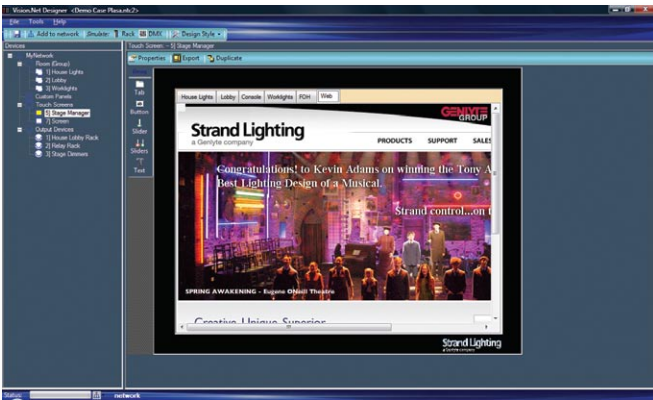 Vision.Net Designer <Demo Case Plasa.ntc2>
File Tools Help
Add to network Simulate: Rack DMX Design Style
Devices
MyNetwork
Room (Group)
1] House Lights
2] Lobby
3] Worklights
Custom Panels
Touch Screens
5] Stage Manager
7] Screen
Output Devices
1] House Lobby Rack
2] Relay Rack
3] Stage Dimmers
Touch Screen: - 5] Stage Manager
Properties Export Duplicate
Tab
Button
Slider
Sliders
Text
House Lights Lobby Console Worklights FOH Web
GENLYTE
GROUP
Strand Lighting
a Genlyte company
PRODUCTS SUPPORT SALES
Congratulations! to Kevin Adams on winning the Tony A
Best Lighting Design of a Musical.
Strand control...on t
SPRING AWAKENING - Eugene ONeill Theatre
Creative Unique Superior
Strand Lighting
a Genlyte company
Status: network